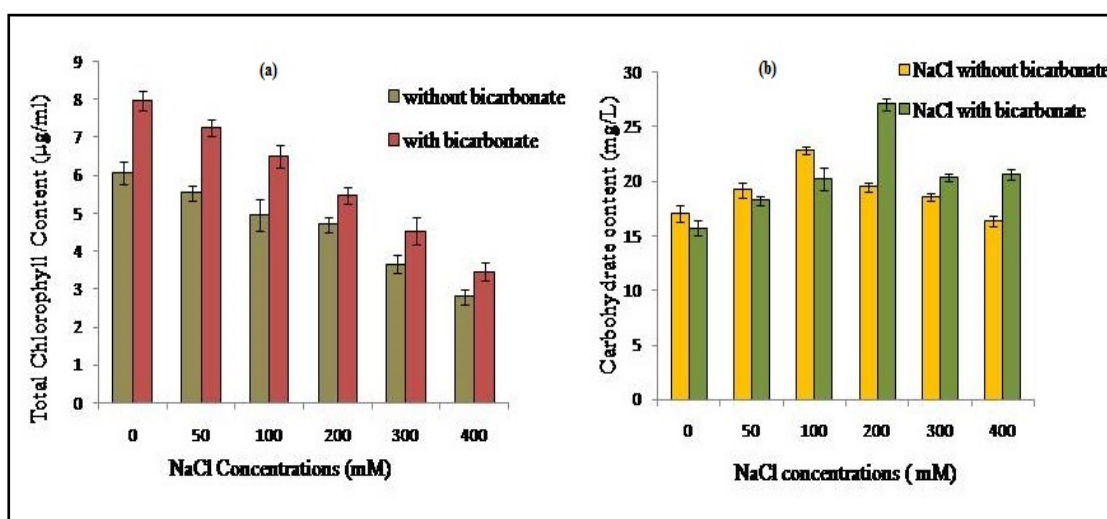 (a)
Total Chlorophyll Content (µg/ml)
9
8
7
6
5
4
3
2
1
0
without bicarbonate
with bicarbonate
0 50 100 200 300 400
NaCl Concentrations (mM)
(b)
Carbohydrate content (mg/L)
30
25
20
15
10
5
0
NaCl without bicarbonate
NaCl with bicarbonate
0 50 100 200 300 400
NaCl concentrations ( mM)